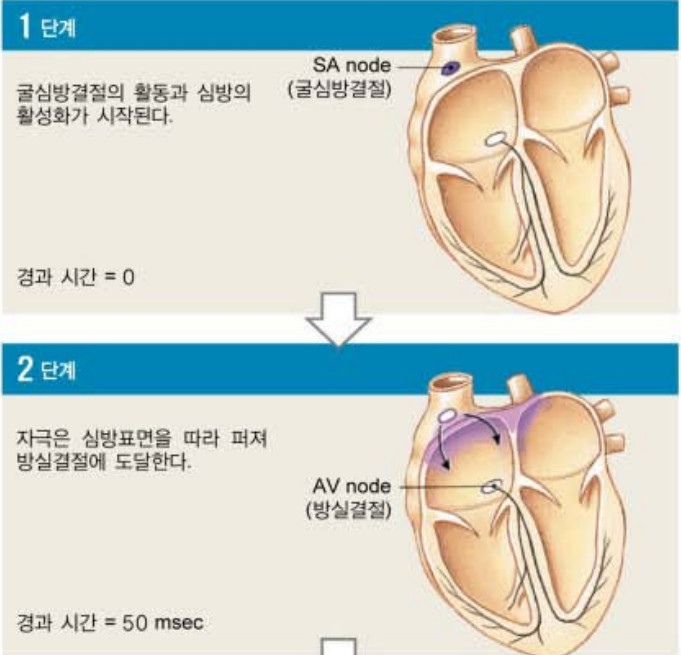 1 단계
SA node
(굴심방결절)
굴심방결절의 활동과 심방의
활성화가 시작된다.
경과 시간 = 0
2 단계
자극은 심방표면을 따라 퍼져
방실결절에 도달한다.
AV node
(방실결절)
경과 시간 = 50 msec